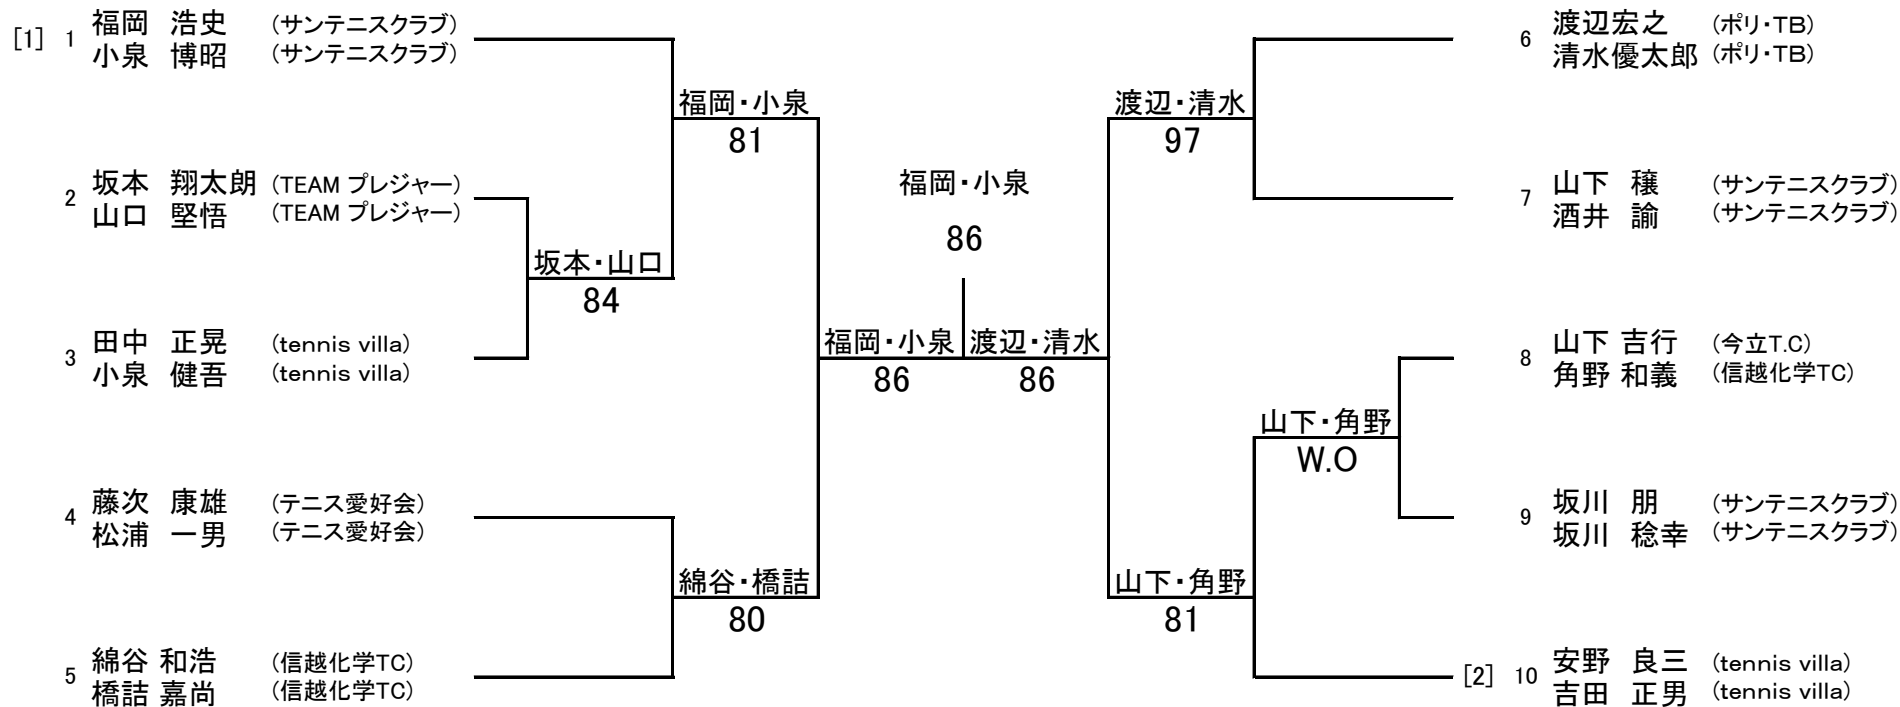 [1] 1 福岡 浩史 (サンテニスクラブ)
小泉 博昭 (サンテニスクラブ)
福岡・小泉
81
2 坂本 翔太朗 (TEAM プレジャー)
山口 堅悟 (TEAM プレジャー)
坂本・山口
84
3 田中 正晃 (tennis villa)
小泉 健吾 (tennis villa)
福岡・小泉
86
4 藤次 康雄 (テニス愛好会)
松浦 一男 (テニス愛好会)
綿谷・橋詰
80
5 綿谷 和浩 (信越化学TC)
橋詰 嘉尚 (信越化学TC)
福岡・小泉
86
6 渡辺宏之 (ポリ・TB)
清水優太郎 (ポリ・TB)
渡辺・清水
97
7 山下 穣 (サンテニスクラブ)
酒井 諭 (サンテニスクラブ)
渡辺・清水
86
8 山下 吉行 (今立T.C)
角野 和義 (信越化学TC)
山下・角野
W.O
9 坂川 朋 (サンテニスクラブ)
坂川 稔幸 (サンテニスクラブ)
山下・角野
81
[2] 10 安野 良三 (tennis villa)
吉田 正男 (tennis villa)